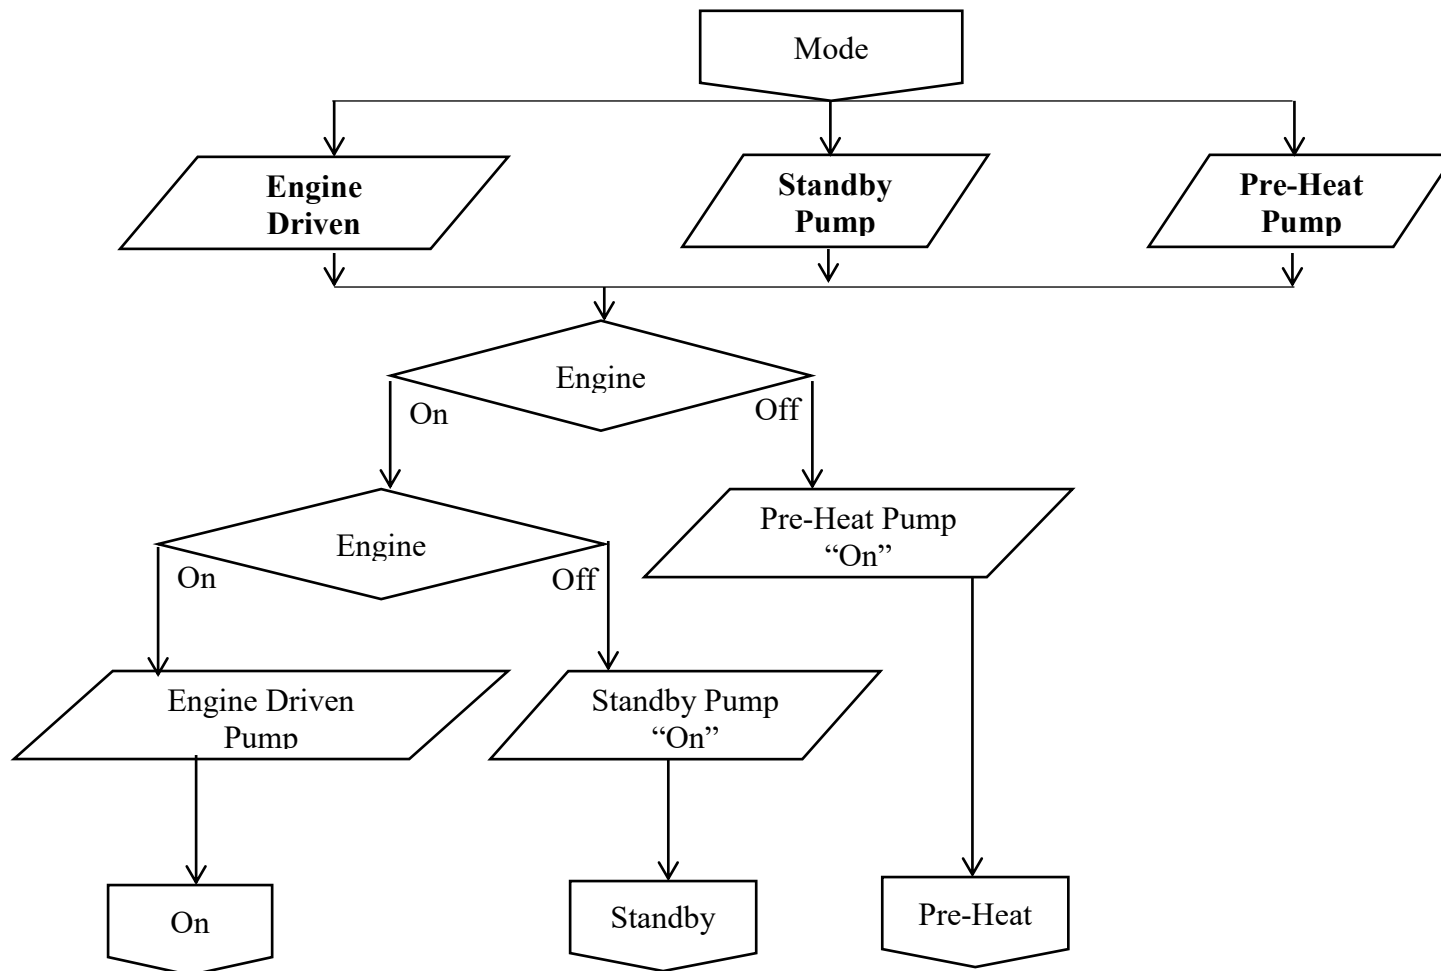 Mode
Engine
Driven
Standby
Pump
Pre-Heat
Pump
Engine
On
Off
Engine
On
Off
Pre-Heat Pump
“On”
Engine Driven
Pump
Standby Pump
“On”
On
Standby
Pre-Heat